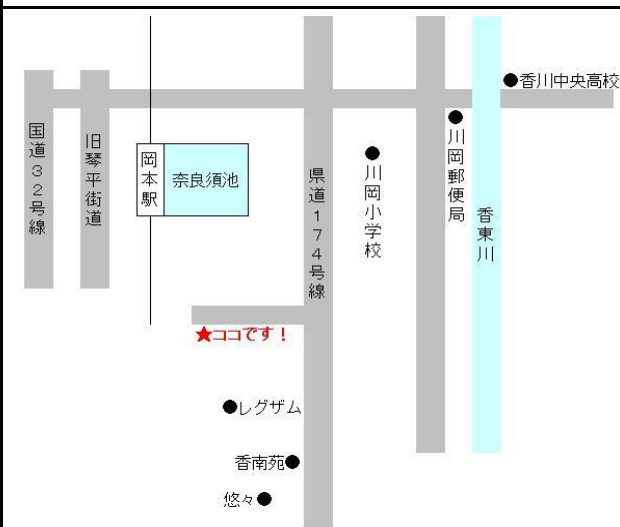 香川中央高校
国道32号線
旧琴平街道
岡本駅
奈良須池
県道174号線
川岡小学校
川岡郵便局
香東川
★ココです！
レグザム
香南苑
悠々